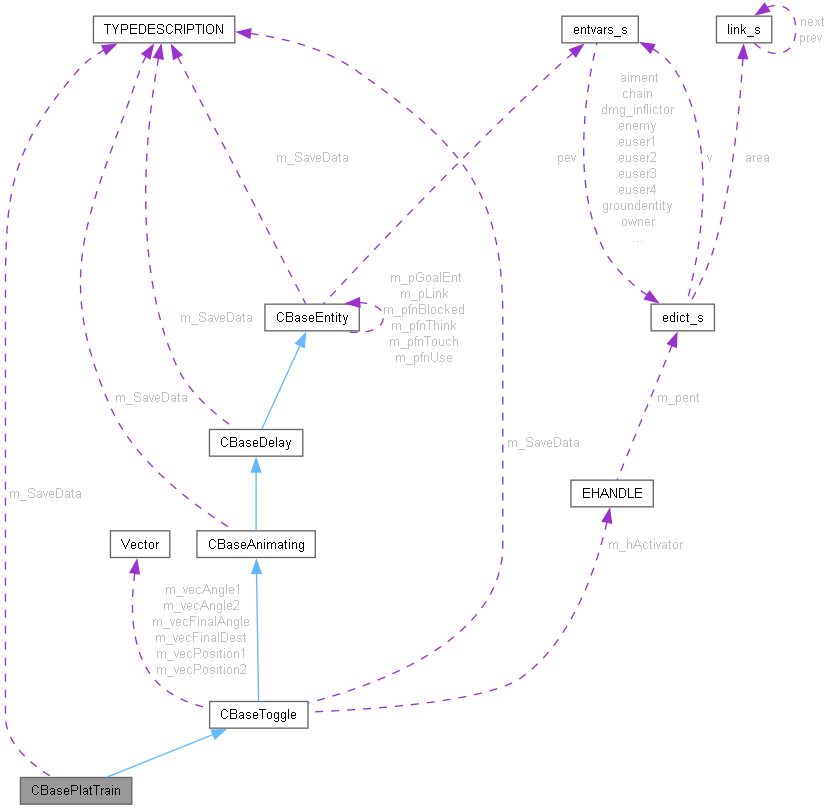 TYPEDESCRIPTION
entvars_s
link_s
next
prev
aiment
chain
dmg_inflictor
enemy
euser1
euser2
euser3
euser4
groundentity
owner
...
pev
v
area
m_SaveData
m_pGoalEnt
m_pLink
m_pfnBlocked
m_pfnThink
m_pfnTouch
m_pfnUse
CBaseEntity
edict_s
m_SaveData
m_SaveData
m_pent
CBaseDelay
m_SaveData
m_SaveData
EHANDLE
Vector
CBaseAnimating
m_hActivator
m_vecAngle1
m_vecAngle2
m_vecFinalAngle
m_vecFinalDest
m_vecPosition1
m_vecPosition2
CBaseToggle
CBasePlatTrain